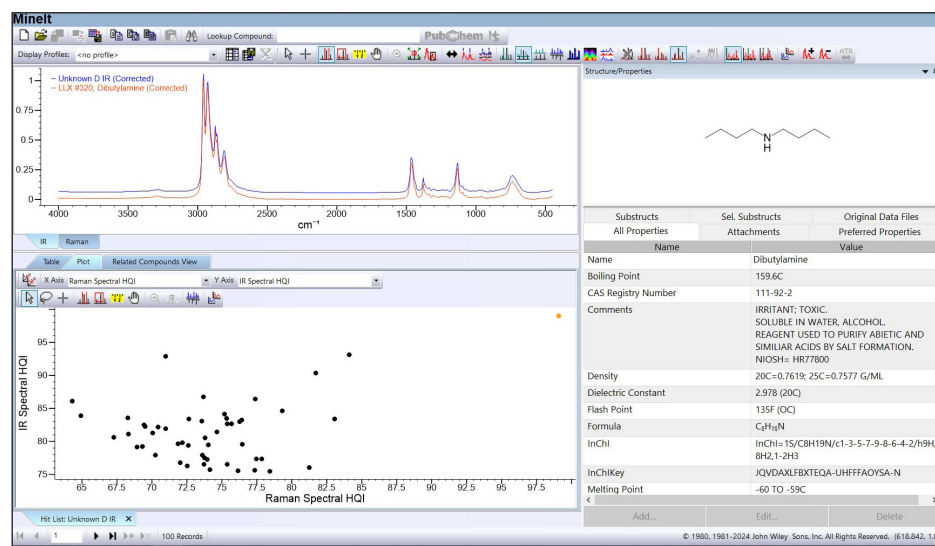 MineIt
Lookup Compound:
PubChem
Display Profiles: <no profile>
Structure/Properties
1
0.75
0.5
0.25
0
— Unknown D IR (Corrected)
— LLX #320; Dibutylamine (Corrected)
4000 3500 3000 2500 2000 1500 1000 500
cm⁻¹
IR Raman
Table Plot Related Compounds View
X Axis Raman Spectral HQI Y Axis IR Spectral HQI
IR Spectral HQI
95
90
85
80
75
65 67.5 70 72.5 75 77.5 80 82.5 85 87.5 90 92.5 95 97.5
Raman Spectral HQI
Hit List: Unknown D IR X
1 100 Records
N
H
Substructs Sel. Substructs Original Data Files
All Properties Attachments Preferred Properties
Name Value
Name Dibutylamine
Boiling Point 159.6C
CAS Registry Number 111-92-2
Comments IRRITANT; TOXIC.
SOLUBLE IN WATER, ALCOHOL.
REAGENT USED TO PURIFY ABIETIC AND
SIMILIAR ACIDS BY SALT FORMATION.
NIOSH= HR77800
Density 20C=0.7619; 25C=0.7577 G/ML
Dielectric Constant 2.978 (20C)
Flash Point 135F (OC)
Formula C₈H₁₉N
InChI InChI=1S/C8H19N/c1-3-5-7-9-8-6-4-2/h9H,
8H2,1-2H3
InChIKey JQVDAXLFBXTEQA-UHFFFAOYSA-N
Melting Point -60 TO -59C
Add... Edit... Delete
© 1980, 1981-2024 John Wiley Sons, Inc. All Rights Reserved. (618.842, 1.